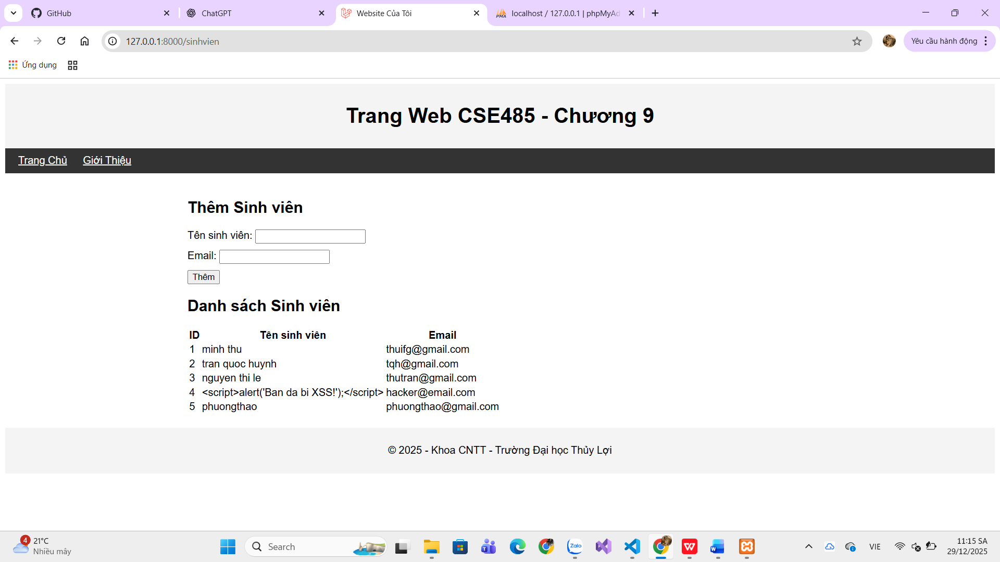 GitHub
ChatGPT
Website Của Tôi
localhost / 127.0.0.1 | phpMyAd
127.0.0.1:8000/sinhvien
Yêu cầu hành động
Ứng dụng
Trang Web CSE485 - Chương 9
Trang Chủ Giới Thiệu
Thêm Sinh viên
Tên sinh viên:
Email:
Thêm
Danh sách Sinh viên
ID Tên sinh viên Email
1 minh thu thuifg@gmail.com
2 tran quoc huynh tqh@gmail.com
3 nguyen thi le thutran@gmail.com
4 <script>alert('Ban da bi XSS!');</script> hacker@email.com
5 phuongthao phuongthao@gmail.com
© 2025 - Khoa CNTT - Trường Đại học Thủy Lợi
4
21°C
Nhiều mây
Search
Zalo
VIE
11:15 SA
29/12/2025